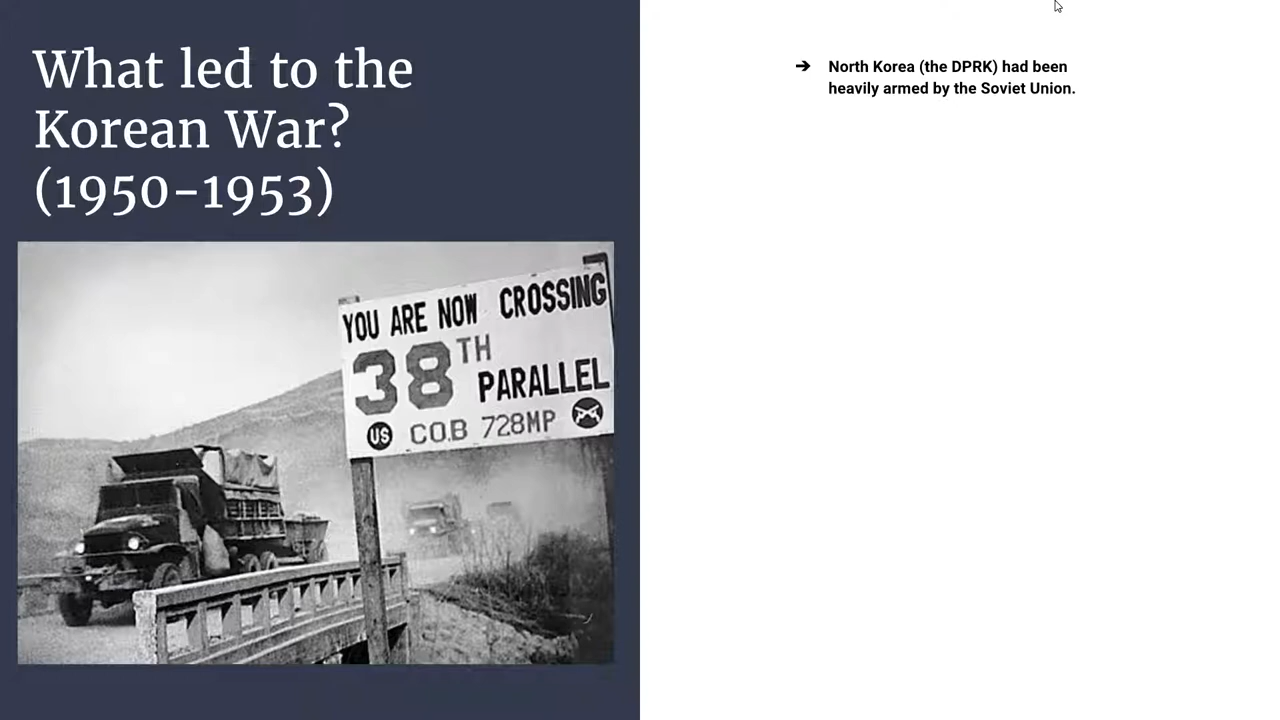 What led to the
Korean War?
(1950-1953)
YOU ARE NOW CROSSING
38TH
PARALLEL
US CO.B 728MP
➔ North Korea (the DPRK) had been
heavily armed by the Soviet Union.